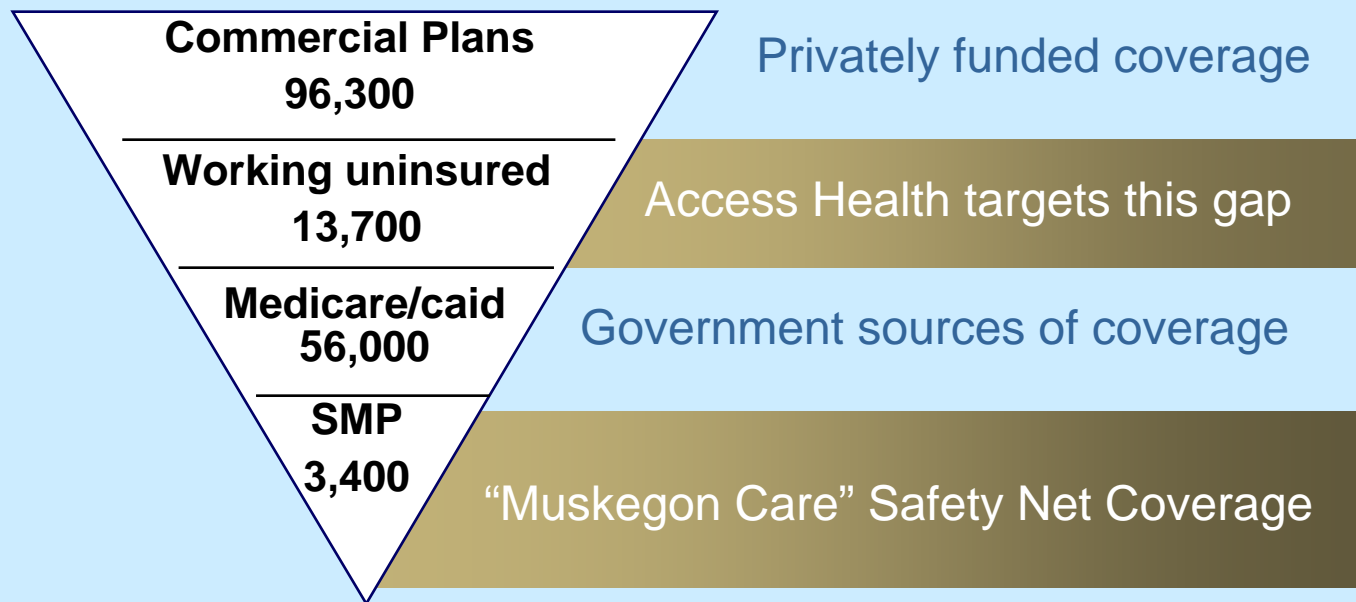 Commercial Plans
96,300
Privately funded coverage
Working uninsured
13,700
Access Health targets this gap
Medicare/caid
56,000
Government sources of coverage
SMP
3,400
“Muskegon Care” Safety Net Coverage